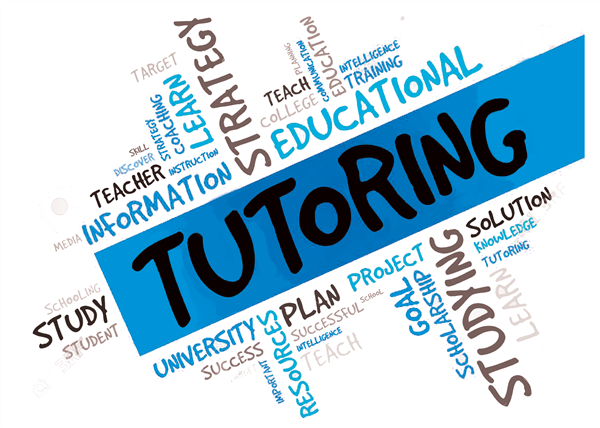 TARGET
STRATEGY
LEARN
COACHING
STRATEGY
SKILL
DISCOVER
INSTRUCTION
TEACHER
INFORMATION
MEDIA
PLANNING
COMMUNICATION
EDUCATION
INTELLIGENCE
TRAINING
TEACH
COLLEGE
EDUCATIONAL
TUTORING
SCHOOLING
STUDY
STUDENT
UNIVERSITY
SUCCESS
IMPORTANT
RESOURCES
PLAN
SUCCESSFUL
SCHOOL
INTELLIGENCE
TEACH
PROJECT
GOAL
SCHOLARSHIP
STUDYING
SOLUTION
KNOWLEDGE
TUTORING
LEARN